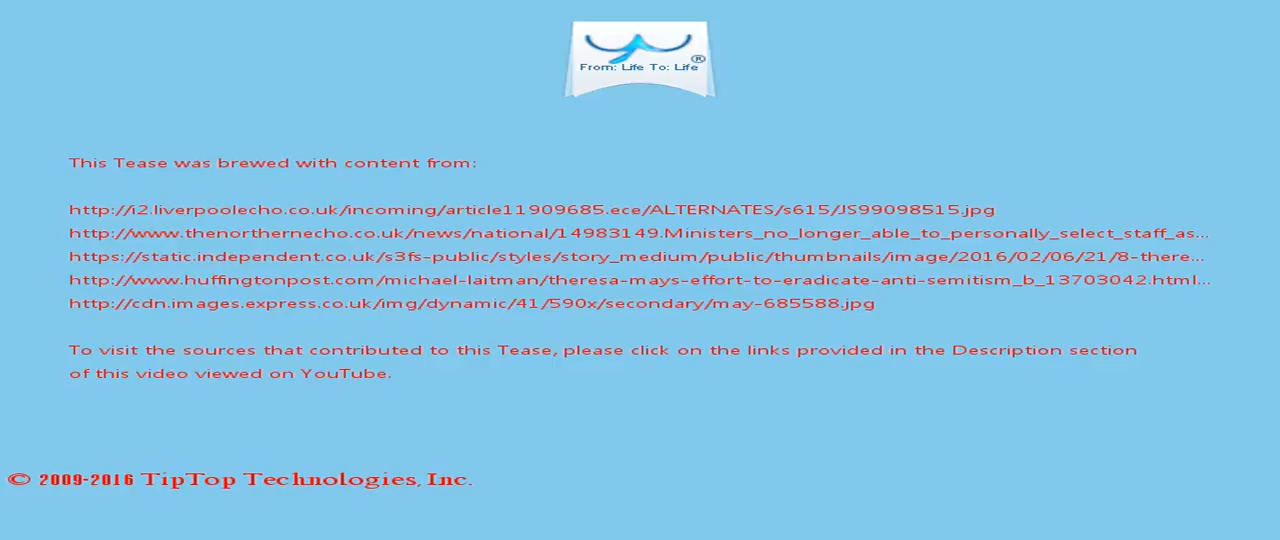 From: Life To: Life®
This Tease was brewed with content from:
http://i2.liverpoolecho.co.uk/incoming/article11909685.ece/ALTERNATES/s615/JS99098515.jpg
http://www.thenorthernecho.co.uk/news/national/14983149.Ministers_no_longer_able_to_personally_select_staff_as...
https://static.independent.co.uk/s3fs-public/styles/story_medium/public/thumbnails/image/2016/02/06/21/8-there...
http://www.huffingtonpost.com/michael-laitman/theresa-mays-effort-to-eradicate-anti-semitism_b_13703042.html...
http://cdn.images.express.co.uk/img/dynamic/41/590x/secondary/may-685588.jpg
To visit the sources that contributed to this Tease, please click on the links provided in the Description section
of this video viewed on YouTube.
© 2009-2016 TipTop Technologies, Inc.